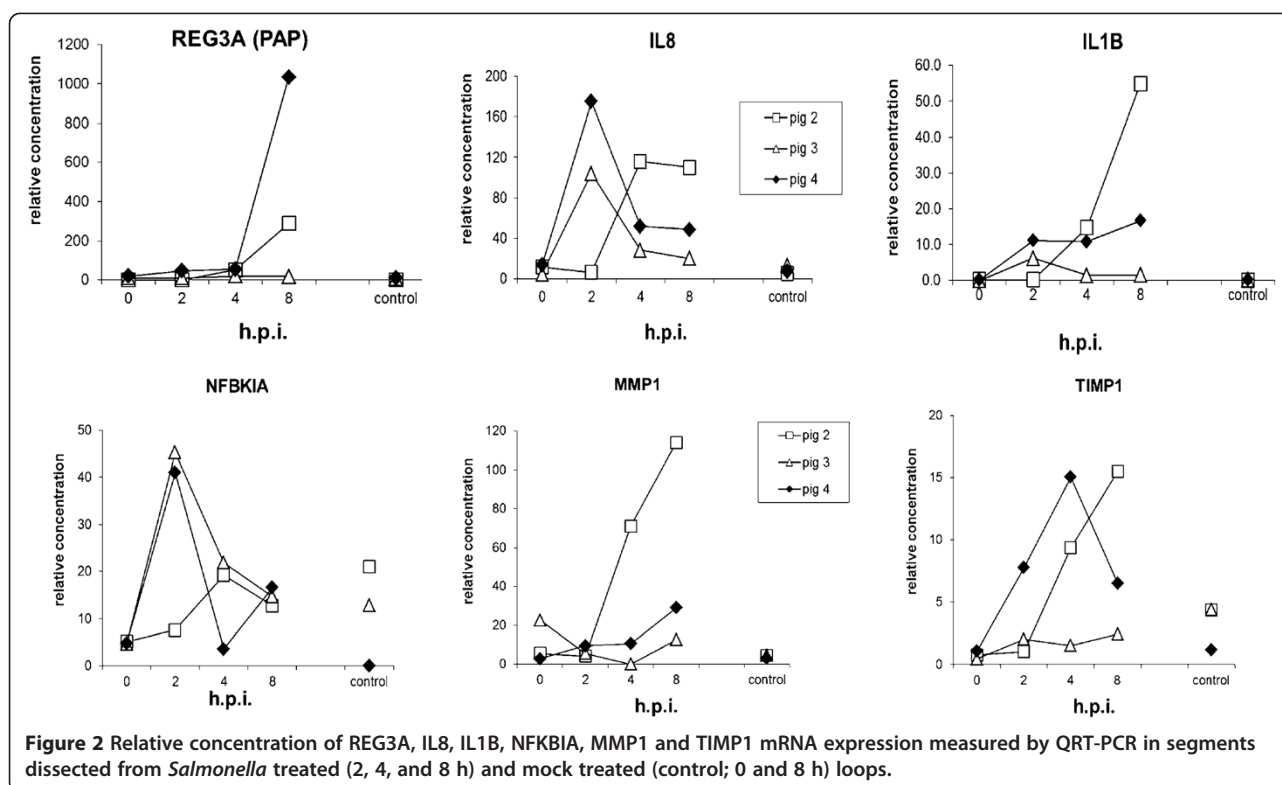 REG3A (PAP)
1200
1000
800
600
400
200
0
relative concentration
0 2 4 8 control
h.p.i.
IL8
200
160
120
80
40
0
relative concentration
0 2 4 8 control
h.p.i.
pig 2
pig 3
pig 4
IL1B
60.0
50.0
40.0
30.0
20.0
10.0
0.0
relative concentration
0 2 4 8 control
h.p.i.
NFBKIA
50
40
30
20
10
0
relative concentration
0 2 4 8 control
h.p.i.
MMP1
120
100
80
60
40
20
0
relative concentration
0 2 4 8 control
h.p.i.
pig 2
pig 3
pig 4
TIMP1
20
15
10
5
0
relative concentration
0 2 4 8 control
h.p.i.
Figure 2 Relative concentration of REG3A, IL8, IL1B, NFKBIA, MMP1 and TIMP1 mRNA expression measured by QRT-PCR in segments
dissected from Salmonella treated (2, 4, and 8 h) and mock treated (control; 0 and 8 h) loops.